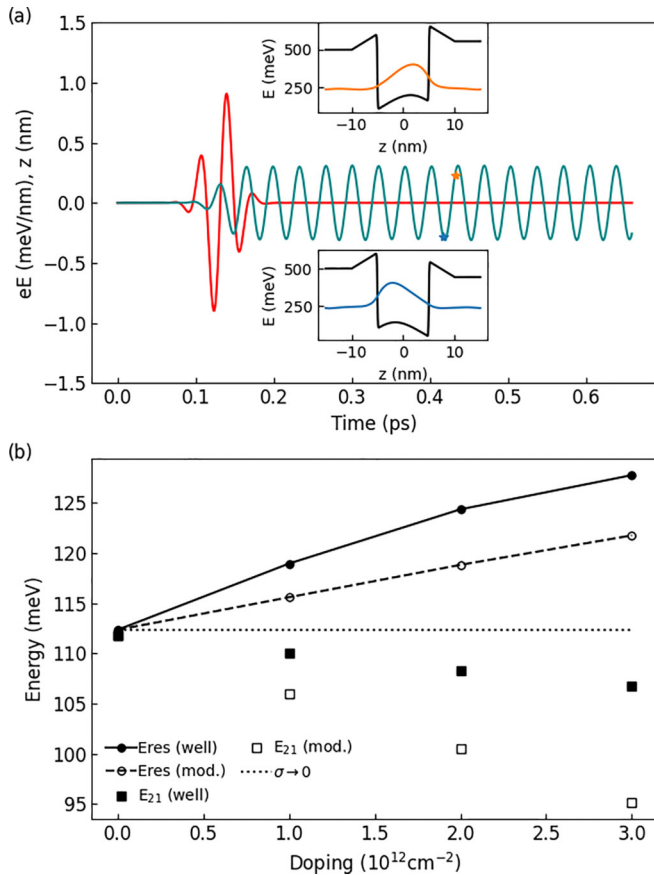 (a)
1.5
1.0
0.5
0.0
−0.5
−1.0
−1.5
eE (meV/nm), z (nm)
500
250
E (meV)
−10 0 10
z (nm)
500
250
E (meV)
−10 0 10
z (nm)
0.0 0.1 0.2 0.3 0.4 0.5 0.6
Time (ps)
(b)
125
120
115
110
105
100
95
Energy (meV)
Eres (well)
Eres (mod.)
E₂₁ (well)
E₂₁ (mod.)
σ→0
0.0 0.5 1.0 1.5 2.0 2.5 3.0
Doping (10¹²cm⁻²)